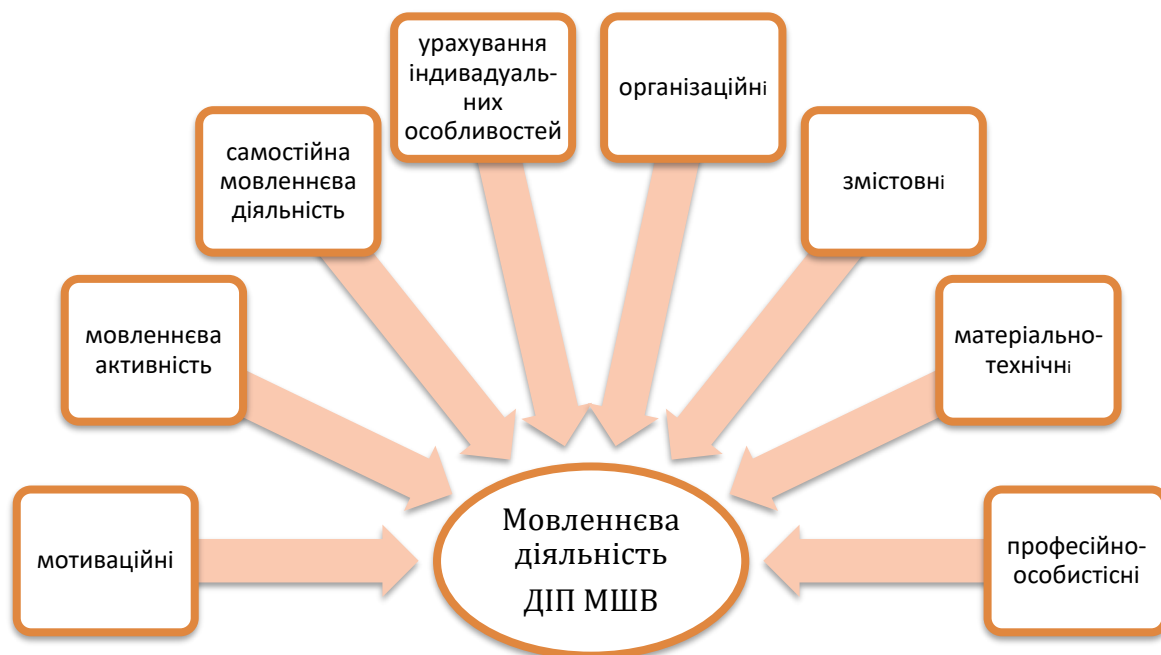 урахування
індивадуаль-
них
особливостей
організаційні
самостійна
мовленнєва
діяльність
змістовні
мовленнєва
активність
матеріально-
технічні
мотиваційні
Мовленнєва
діяльність
ДІП МШВ
професійно-
особистісні